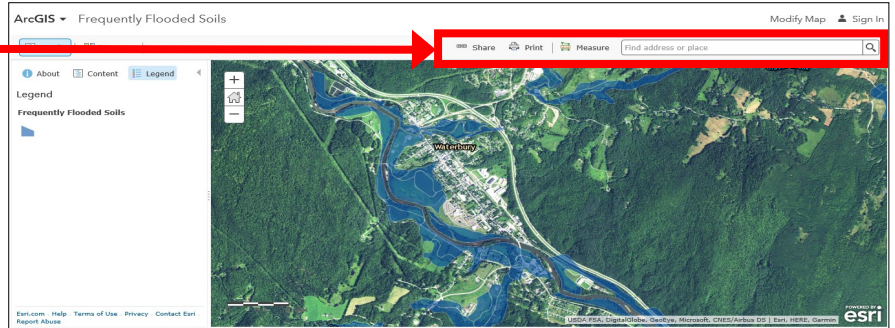 ArcGIS Frequently Flooded Soils Modify Map Sign In
Share Print Measure Find address or place
About Content Legend
Legend
Frequently Flooded Soils
Waterbury
Esri.com . Help . Terms of Use . Privacy . Contact Esri .
Report Abuse
USDA FSA, DigitalGlobe, GeoEye, Microsoft, CNES/Airbus DS | Esri, HERE, Garmin
POWERED BY
esri